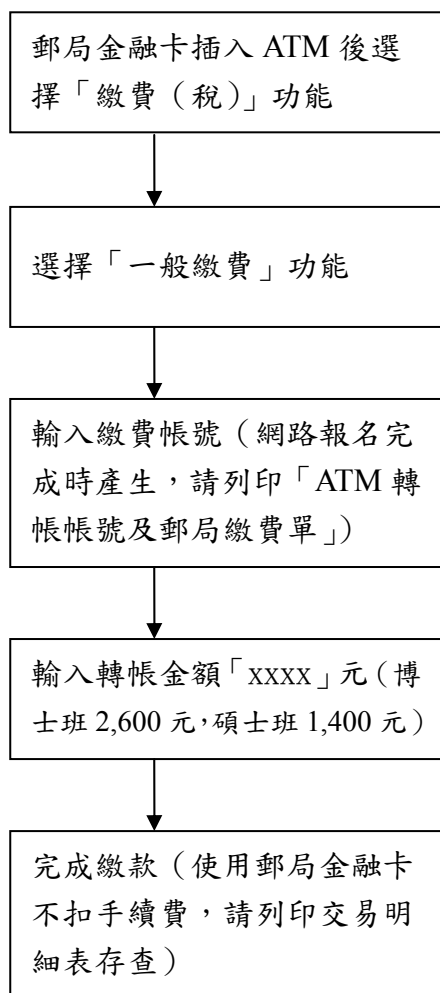 郵局金融卡插入 ATM 後選
擇「繳費（稅）」功能
選擇「一般繳費」功能
輸入繳費帳號（網路報名完
成時產生，請列印「ATM 轉
帳帳號及郵局繳費單」）
輸入轉帳金額「xxxx」元（博
士班 2,600 元，碩士班 1,400 元）
完成繳款（使用郵局金融卡
不扣手續費，請列印交易明
細表存查）